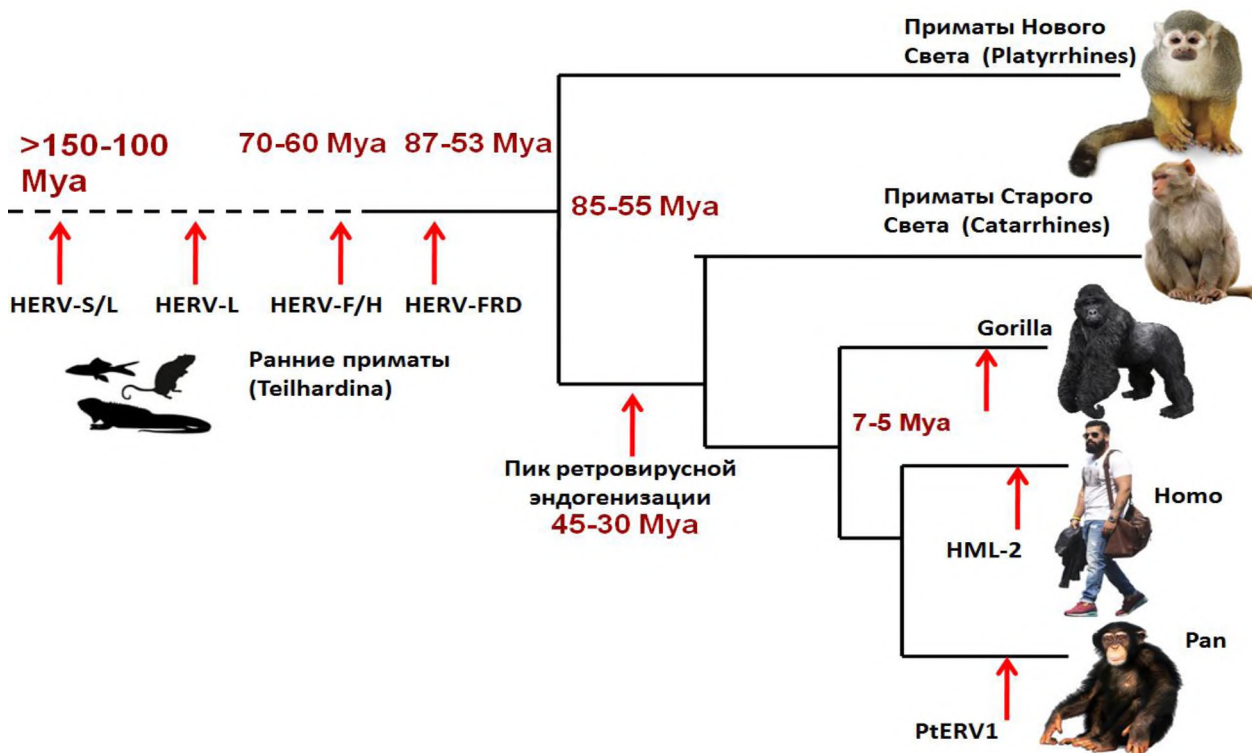 Приматы Нового
Света (Platyrrhines)
>150-100
Mya
70-60 Mya
87-53 Mya
85-55 Mya
Приматы Старого
Света (Catarrhines)
HERV-S/L
HERV-L
HERV-F/H
HERV-FRD
Ранние приматы
(Teilhardina)
Gorilla
7-5 Mya
Пик ретровирусной
эндогенизации
45-30 Mya
Homo
HML-2
Pan
PtERV1